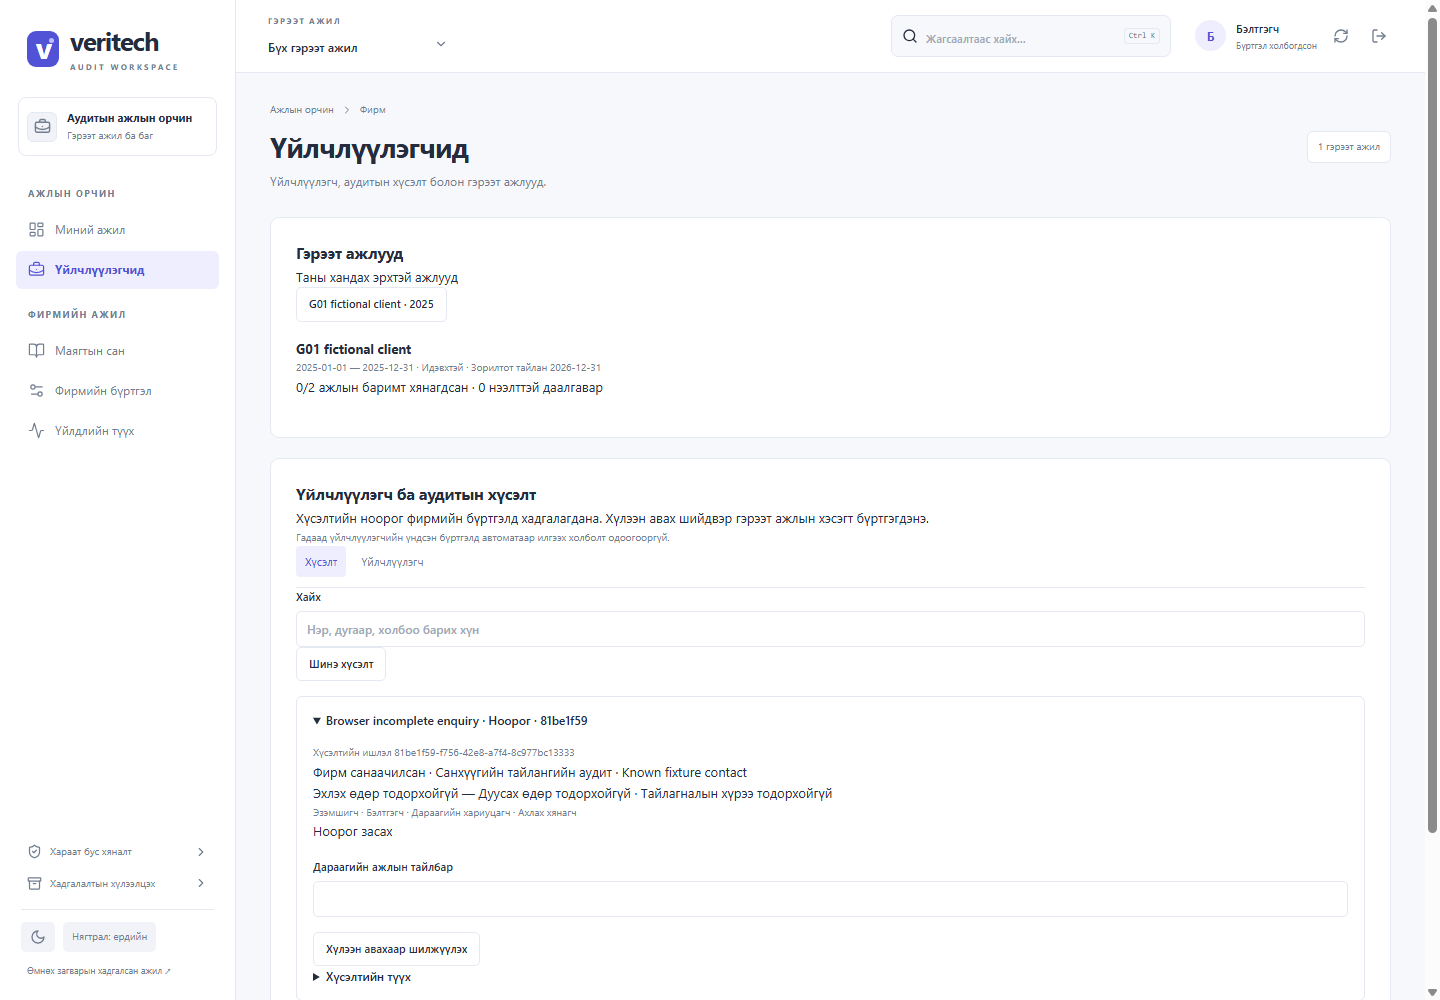 veritech
AUDIT WORKSPACE
Аудитын ажлын орчин
Гэрээт ажил ба баг
АЖЛЫН ОРЧИН
Миний ажил
Үйлчлүүлэгчид
ФИРМИЙН АЖИЛ
Маягтын сан
Фирмийн бүртгэл
Үйлдлийн түүх
Хараат бус хяналт
Хадгалалтын хүлээлцэх
Нягтрал: ердийн
Өмнөх загварын хадгалсан ажил ↗
ГЭРЭЭТ АЖИЛ
Бүх гэрээт ажил
Жагсаалтаас хайх...
Ctrl K
Б
Бэлтгэгч
Бүртгэл холбогдсон
Ажлын орчин > Фирм
Үйлчлүүлэгчид
1 гэрээт ажил
Үйлчлүүлэгч, аудитын хүсэлт болон гэрээт ажлууд.
Гэрээт ажлууд
Таны хандах эрхтэй ажлууд
G01 fictional client · 2025
G01 fictional client
2025-01-01 — 2025-12-31 · Идэвхтэй · Зорилтот тайлан 2026-12-31
0/2 ажлын баримт хянагдсан · 0 нээлттэй даалгавар
Үйлчлүүлэгч ба аудитын хүсэлт
Хүсэлтийн ноорог фирмийн бүртгэлд хадгалагдана. Хүлээн авах шийдвэр гэрээт ажлын хэсэгт бүртгэгдэнэ.
Гадаад үйлчлүүлэгчийн үндсэн бүртгэлд автоматаар илгээх холболт одоогооргүй.
Хүсэлт
Үйлчлүүлэгч
Хайх
Нэр, дугаар, холбоо барих хүн
Шинэ хүсэлт
▼ Browser incomplete enquiry · Ноорог · 81be1f59
Хүсэлтийн ишлэл 81be1f59-f756-42e8-a7f4-8c977bc13333
Фирм санаачилсан · Санхүүгийн тайлангийн аудит · Known fixture contact
Эхлэх өдөр тодорхойгүй — Дуусах өдөр тодорхойгүй · Тайлагналын хүрээ тодорхойгүй
Эзэмшигч · Бэлтгэгч · Дараагийн хариуцагч · Ахлах хянагч
Ноорог засах
Дараагийн ажлын тайлбар
Хүлээн авахаар шилжүүлэх
▶ Хүсэлтийн түүх